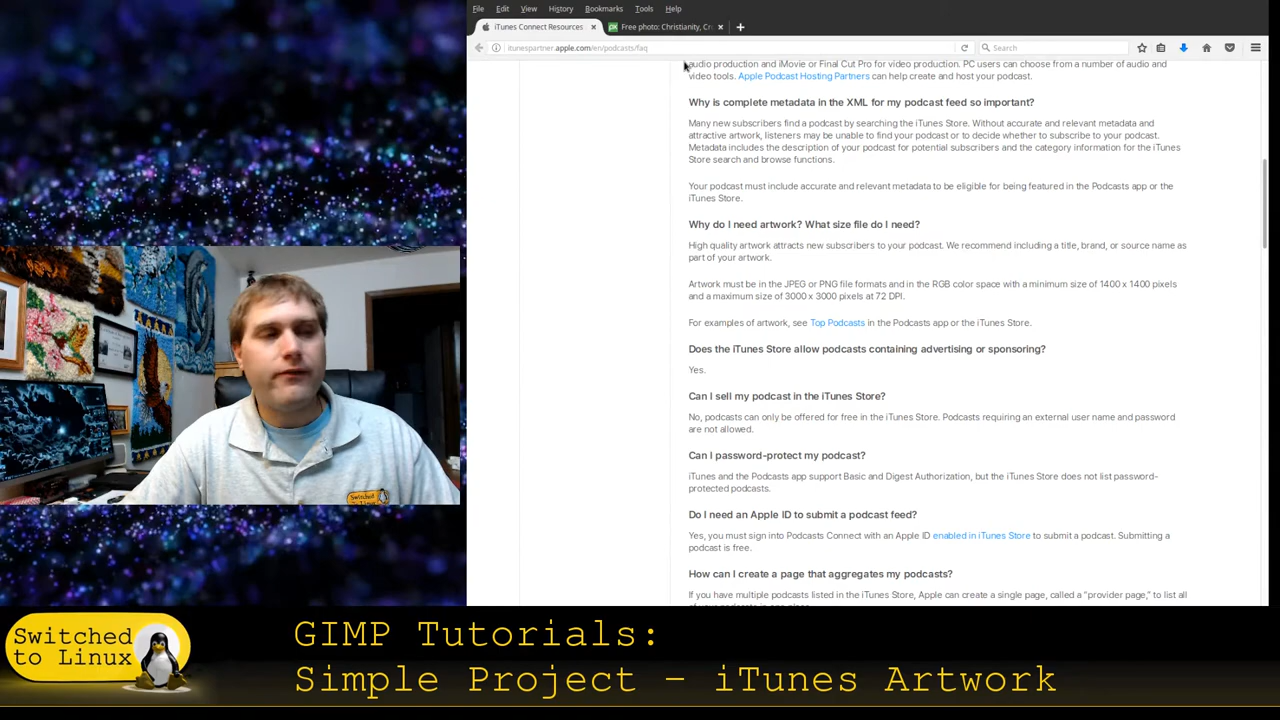 File Edit View History Bookmarks Tools Help
iTunes Connect Resources
Free photo: Christianity, Cr
itunespartner.apple.com/en/podcasts/faq
Search
audio production and iMovie or Final Cut Pro for video production. PC users can choose from a number of audio and
video tools. Apple Podcast Hosting Partners can help create and host your podcast.
Why is complete metadata in the XML for my podcast feed so important?
Many new subscribers find a podcast by searching the iTunes Store. Without accurate and relevant metadata and
attractive artwork, listeners may be unable to find your podcast or to decide whether to subscribe to your podcast.
Metadata includes the description of your podcast for potential subscribers and the category information for the iTunes
Store search and browse functions.
Your podcast must include accurate and relevant metadata to be eligible for being featured in the Podcasts app or the
iTunes Store.
Why do I need artwork? What size file do I need?
High quality artwork attracts new subscribers to your podcast. We recommend including a title, brand, or source name as
part of your artwork.
Artwork must be in the JPEG or PNG file formats and in the RGB color space with a minimum size of 1400 x 1400 pixels
and a maximum size of 3000 x 3000 pixels at 72 DPI.
For examples of artwork, see Top Podcasts in the Podcasts app or the iTunes Store.
Does the iTunes Store allow podcasts containing advertising or sponsoring?
Yes.
Can I sell my podcast in the iTunes Store?
No, podcasts can only be offered for free in the iTunes Store. Podcasts requiring an external user name and password
are not allowed.
Can I password-protect my podcast?
iTunes and the Podcasts app support Basic and Digest Authorization, but the iTunes Store does not list password-
protected podcasts.
Do I need an Apple ID to submit a podcast feed?
Yes, you must sign into Podcasts Connect with an Apple ID enabled in iTunes Store to submit a podcast. Submitting a
podcast is free.
How can I create a page that aggregates my podcasts?
If you have multiple podcasts listed in the iTunes Store, Apple can create a single page, called a “provider page,” to list all
Switched
to Linux
Switched
to Linux
GIMP Tutorials:
Simple Project - iTunes Artwork